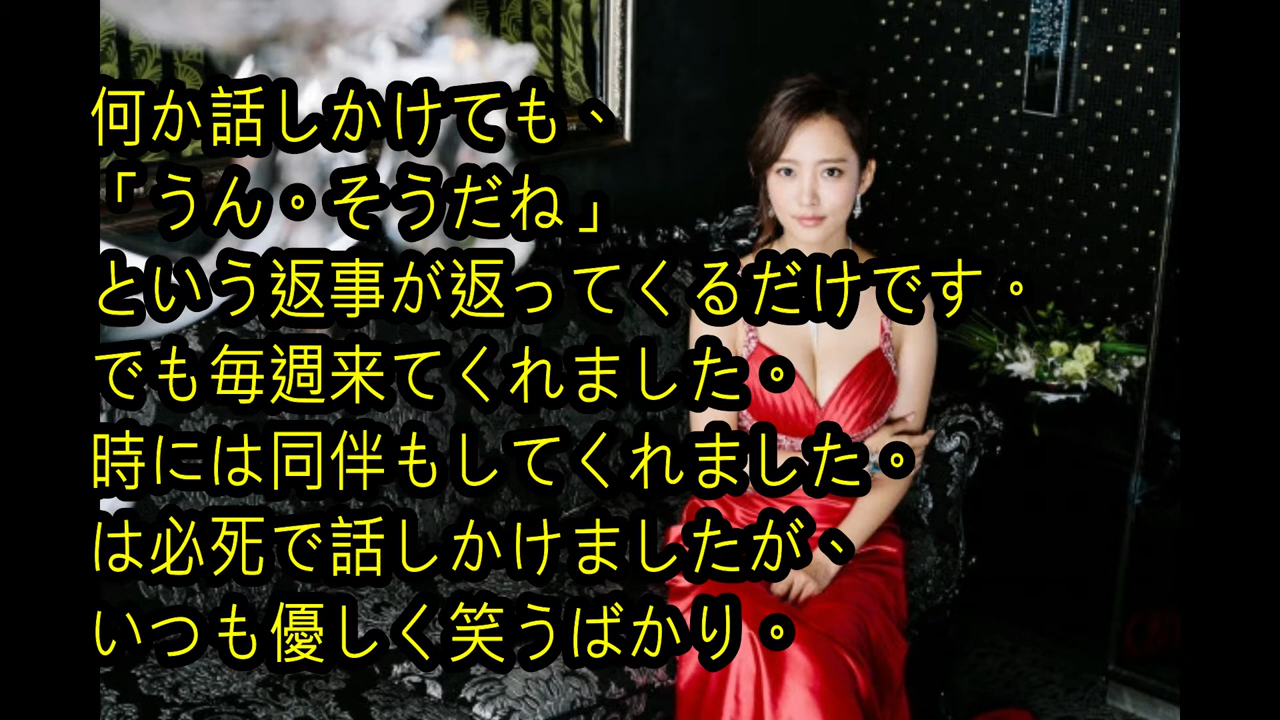 何か話しかけても、
「うん。そうだね」
という返事が返ってくるだけです。
でも毎週来てくれました。
時には同伴もしてくれました。
は必死で話しかけましたが、
いつも優しく笑うばかり。